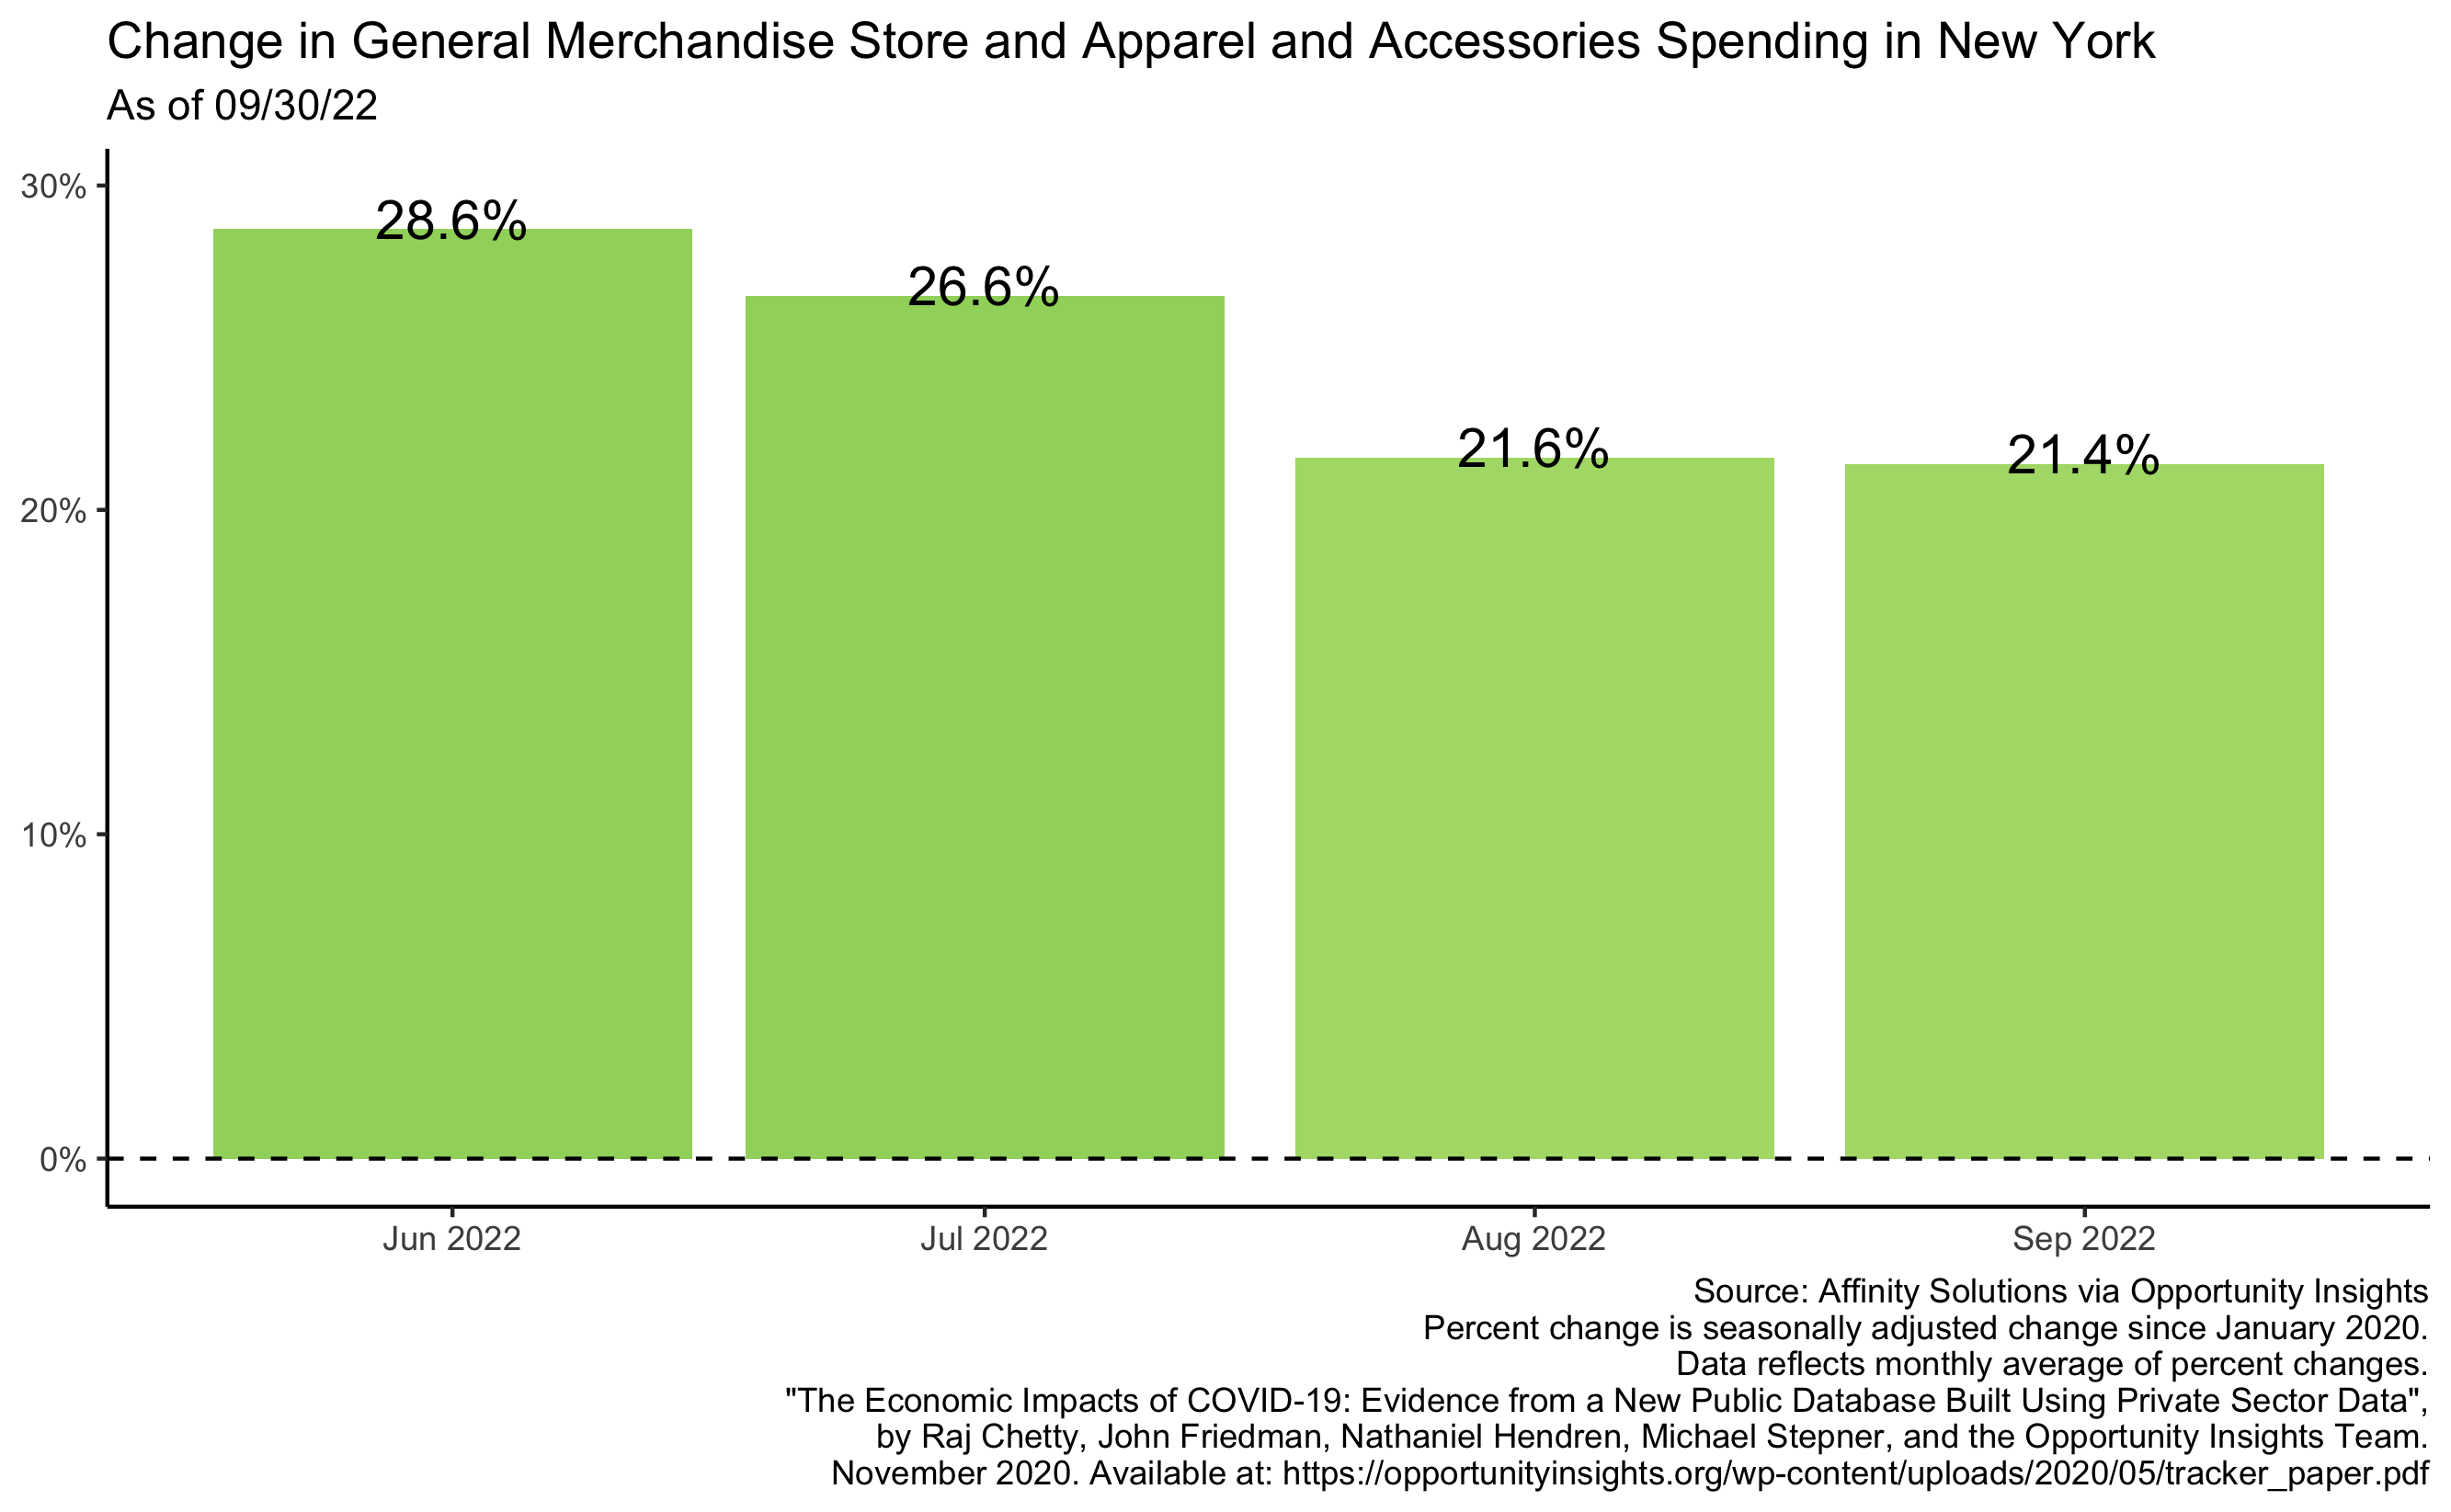 Change in General Merchandise Store and Apparel and Accessories Spending in New York
As of 09/30/22
30%
20%
10%
0%
28.6%
26.6%
21.6%
21.4%
Jun 2022
Jul 2022
Aug 2022
Sep 2022
Source: Affinity Solutions via Opportunity Insights
Percent change is seasonally adjusted change since January 2020.
Data reflects monthly average of percent changes.
"The Economic Impacts of COVID-19: Evidence from a New Public Database Built Using Private Sector Data",
by Raj Chetty, John Friedman, Nathaniel Hendren, Michael Stepner, and the Opportunity Insights Team.
November 2020. Available at: https://opportunityinsights.org/wp-content/uploads/2020/05/tracker_paper.pdf